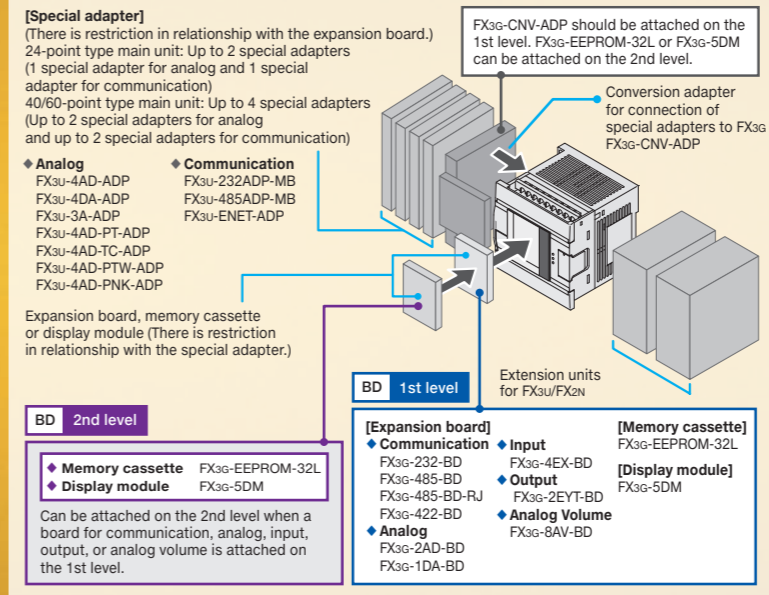 [Special adapter]
(There is restriction in relationship with the expansion board.)
24-point type main unit: Up to 2 special adapters
(1 special adapter for analog and 1 special
adapter for communication)
40/60-point type main unit: Up to 4 special adapters
(Up to 2 special adapters for analog
and up to 2 special adapters for communication)
◆ Analog
FX3U-4AD-ADP
FX3U-4DA-ADP
FX3U-3A-ADP
FX3U-4AD-PT-ADP
FX3U-4AD-TC-ADP
FX3U-4AD-PTW-ADP
FX3U-4AD-PNK-ADP
◆ Communication
FX3U-232ADP-MB
FX3U-485ADP-MB
FX3U-ENET-ADP
FX3G-CNV-ADP should be attached on the
1st level. FX3G-EEPROM-32L or FX3G-5DM
can be attached on the 2nd level.
Conversion adapter
for connection of
special adapters to FX3G
FX3G-CNV-ADP
Expansion board, memory cassette
or display module (There is restriction
in relationship with the special adapter.)
Extension units
for FX3U/FX2N
BD 2nd level
◆ Memory cassette FX3G-EEPROM-32L
◆ Display module FX3G-5DM
Can be attached on the 2nd level when a
board for communication, analog, input,
output, or analog volume is attached on
the 1st level.
BD 1st level
[Expansion board]
◆ Communication
FX3G-232-BD
FX3G-485-BD
FX3G-485-BD-RJ
FX3G-422-BD
◆ Analog
FX3G-2AD-BD
FX3G-1DA-BD
◆ Input
FX3G-4EX-BD
◆ Output
FX3G-2EYT-BD
◆ Analog Volume
FX3G-8AV-BD
[Memory cassette]
FX3G-EEPROM-32L
[Display module]
FX3G-5DM